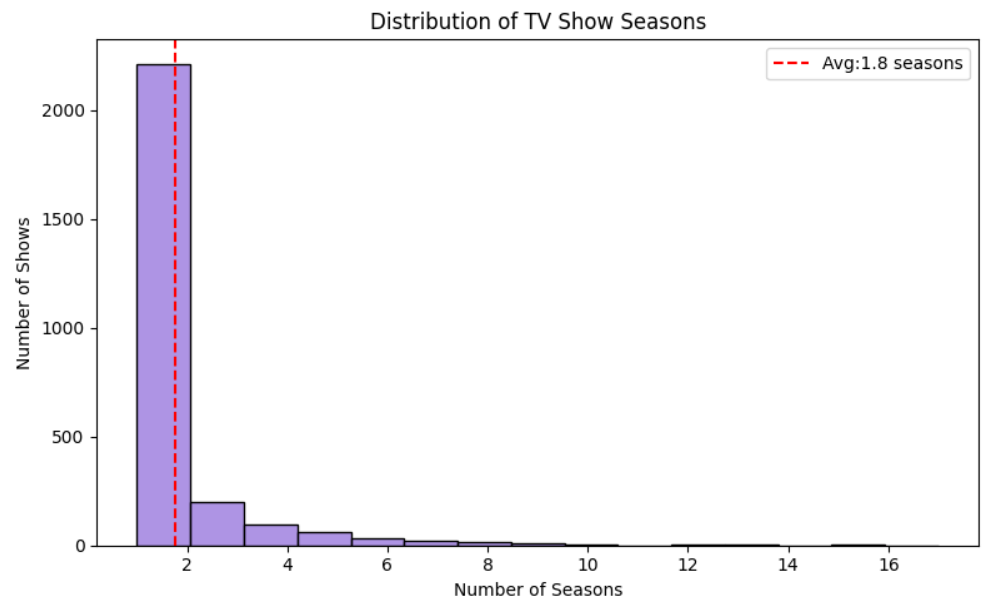 Distribution of TV Show Seasons
Avg:1.8 seasons
Number of Shows
2000
1500
1000
500
0
2 4 6 8 10 12 14 16
Number of Seasons